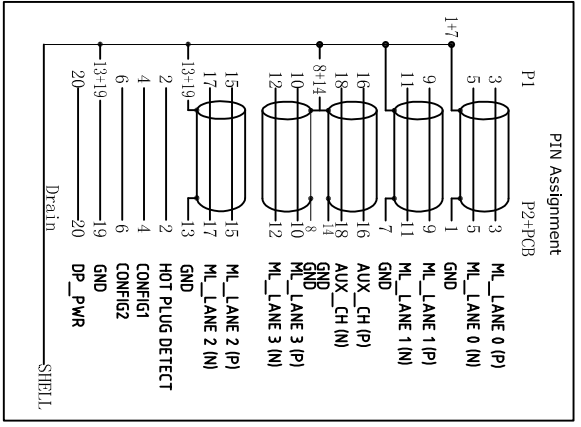 PIN Assignment
P1 P2+PCB
3 3 ML_LANE 0 (P)
5 5 ML_LANE 0 (N)
1+7 1 GND
9 9 ML_LANE 1 (P)
11 11 ML_LANE 1 (N)
7 GND
16 16 AUX_CH (P)
18 18 AUX_CH (N)
8+14 14 GND
8 GND
10 10 ML_LANE 3 (P)
12 12 ML_LANE 3 (N)
15 15 ML_LANE 2 (P)
17 17 ML_LANE 2 (N)
13+19 13 GND
2 2 HOT PLUG DETECT
4 4 CONFIG1
6 6 CONFIG2
13+19 19 GND
20 20 DP_PWR
Drain SHELL